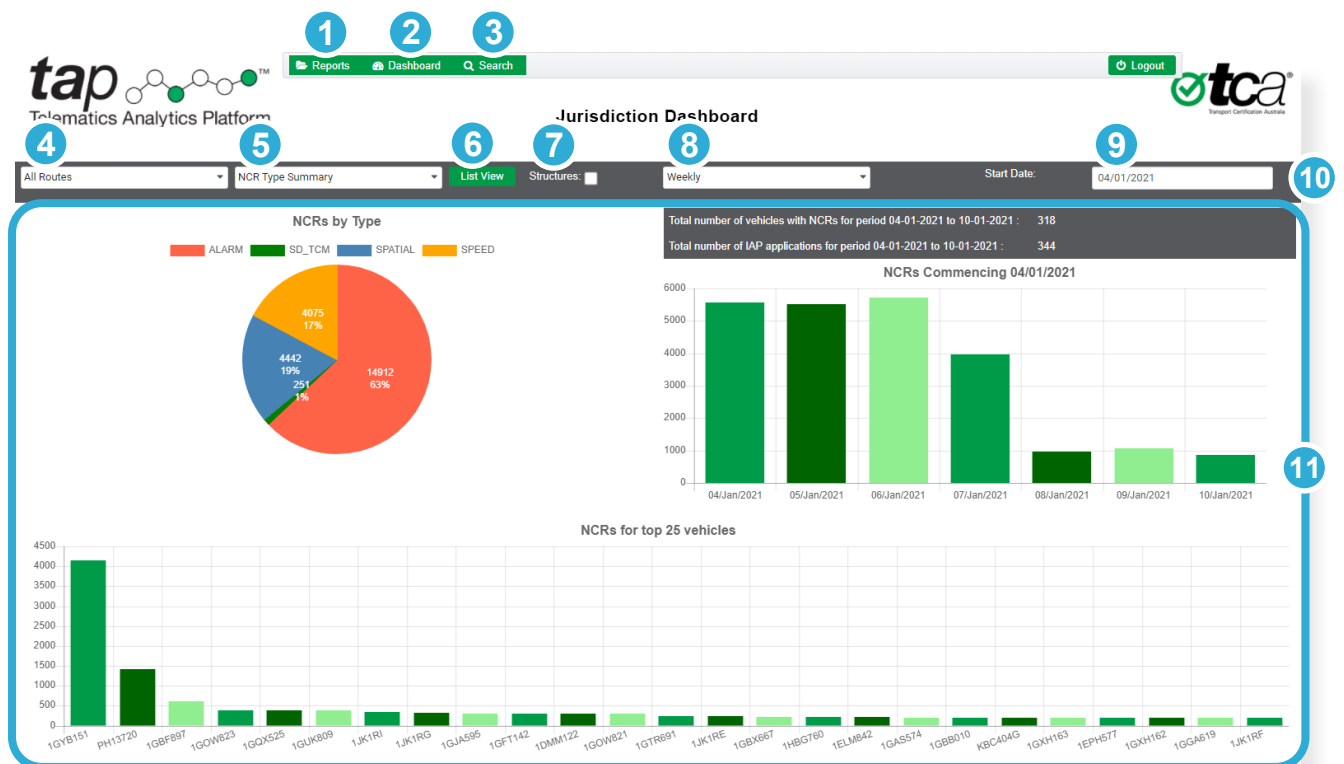 1 2 3
Reports Dashboard Search Logout
tap ™
Telematics Analytics Platform
tca®
Transport Certification Australia
Jurisdiction Dashboard
4 5 6 7 8 9
All Routes NCR Type Summary List View Structures: Weekly Start Date: 04/01/2021
10
NCRs by Type
ALARM SD_TCM SPATIAL SPEED
4075
17%
4442
19%
251
1%
14912
63%
Total number of vehicles with NCRs for period 04-01-2021 to 10-01-2021 : 318
Total number of IAP applications for period 04-01-2021 to 10-01-2021 : 344
NCRs Commencing 04/01/2021
6000
5000
4000
3000
2000
1000
0
04/Jan/2021 05/Jan/2021 06/Jan/2021 07/Jan/2021 08/Jan/2021 09/Jan/2021 10/Jan/2021
11
NCRs for top 25 vehicles
4500
4000
3500
3000
2500
2000
1500
1000
500
0
1GYB151 PH13720 1GBF897 1GOW823 1GQX525 1GUK809 1JK1RI 1JK1RG 1GJA595 1GFT142 1DMM122 1GOW821 1GTR691 1JK1RE 1GBX667 1HBG760 1ELM842 1GAS574 1GBB010 KBC404G 1GXH163 1EPH577 1GXH162 1GGA619 1JK1RF